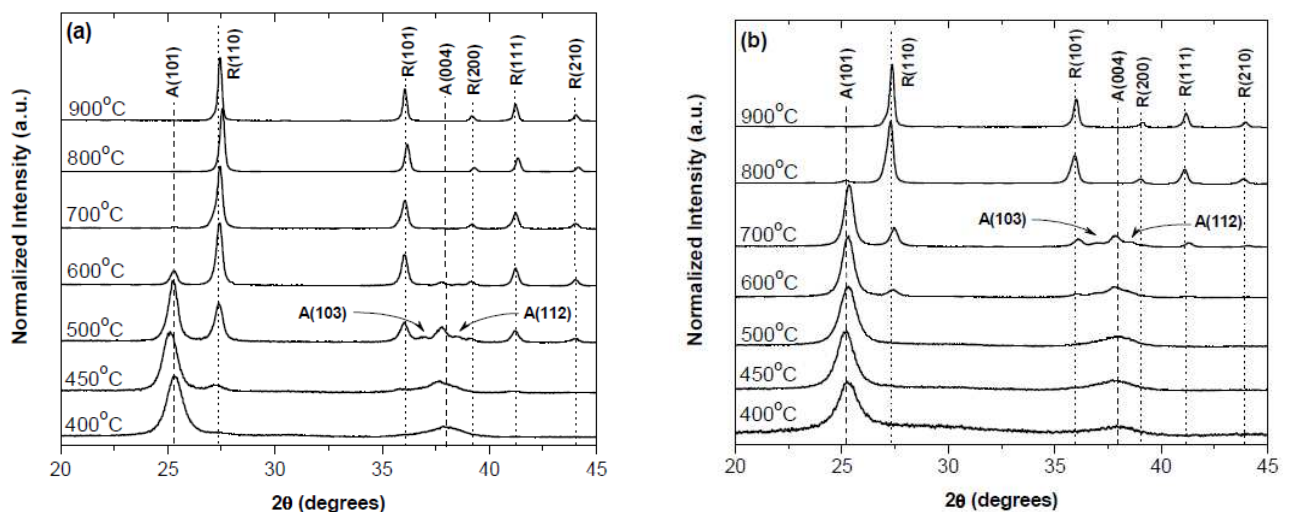 (a)
A(101)
R(110)
R(101)
A(004)
R(200)
R(111)
R(210)
900°C
800°C
700°C
600°C
500°C
450°C
400°C
A(103)
A(112)
Normalized Intensity (a.u.)
20 25 30 35 40 45
2θ (degrees)
(b)
A(101)
R(110)
R(101)
A(004)
R(200)
R(111)
R(210)
900°C
800°C
700°C
600°C
500°C
450°C
400°C
A(103)
A(112)
Normalized Intensity (a.u.)
20 25 30 35 40 45
2θ (degrees)